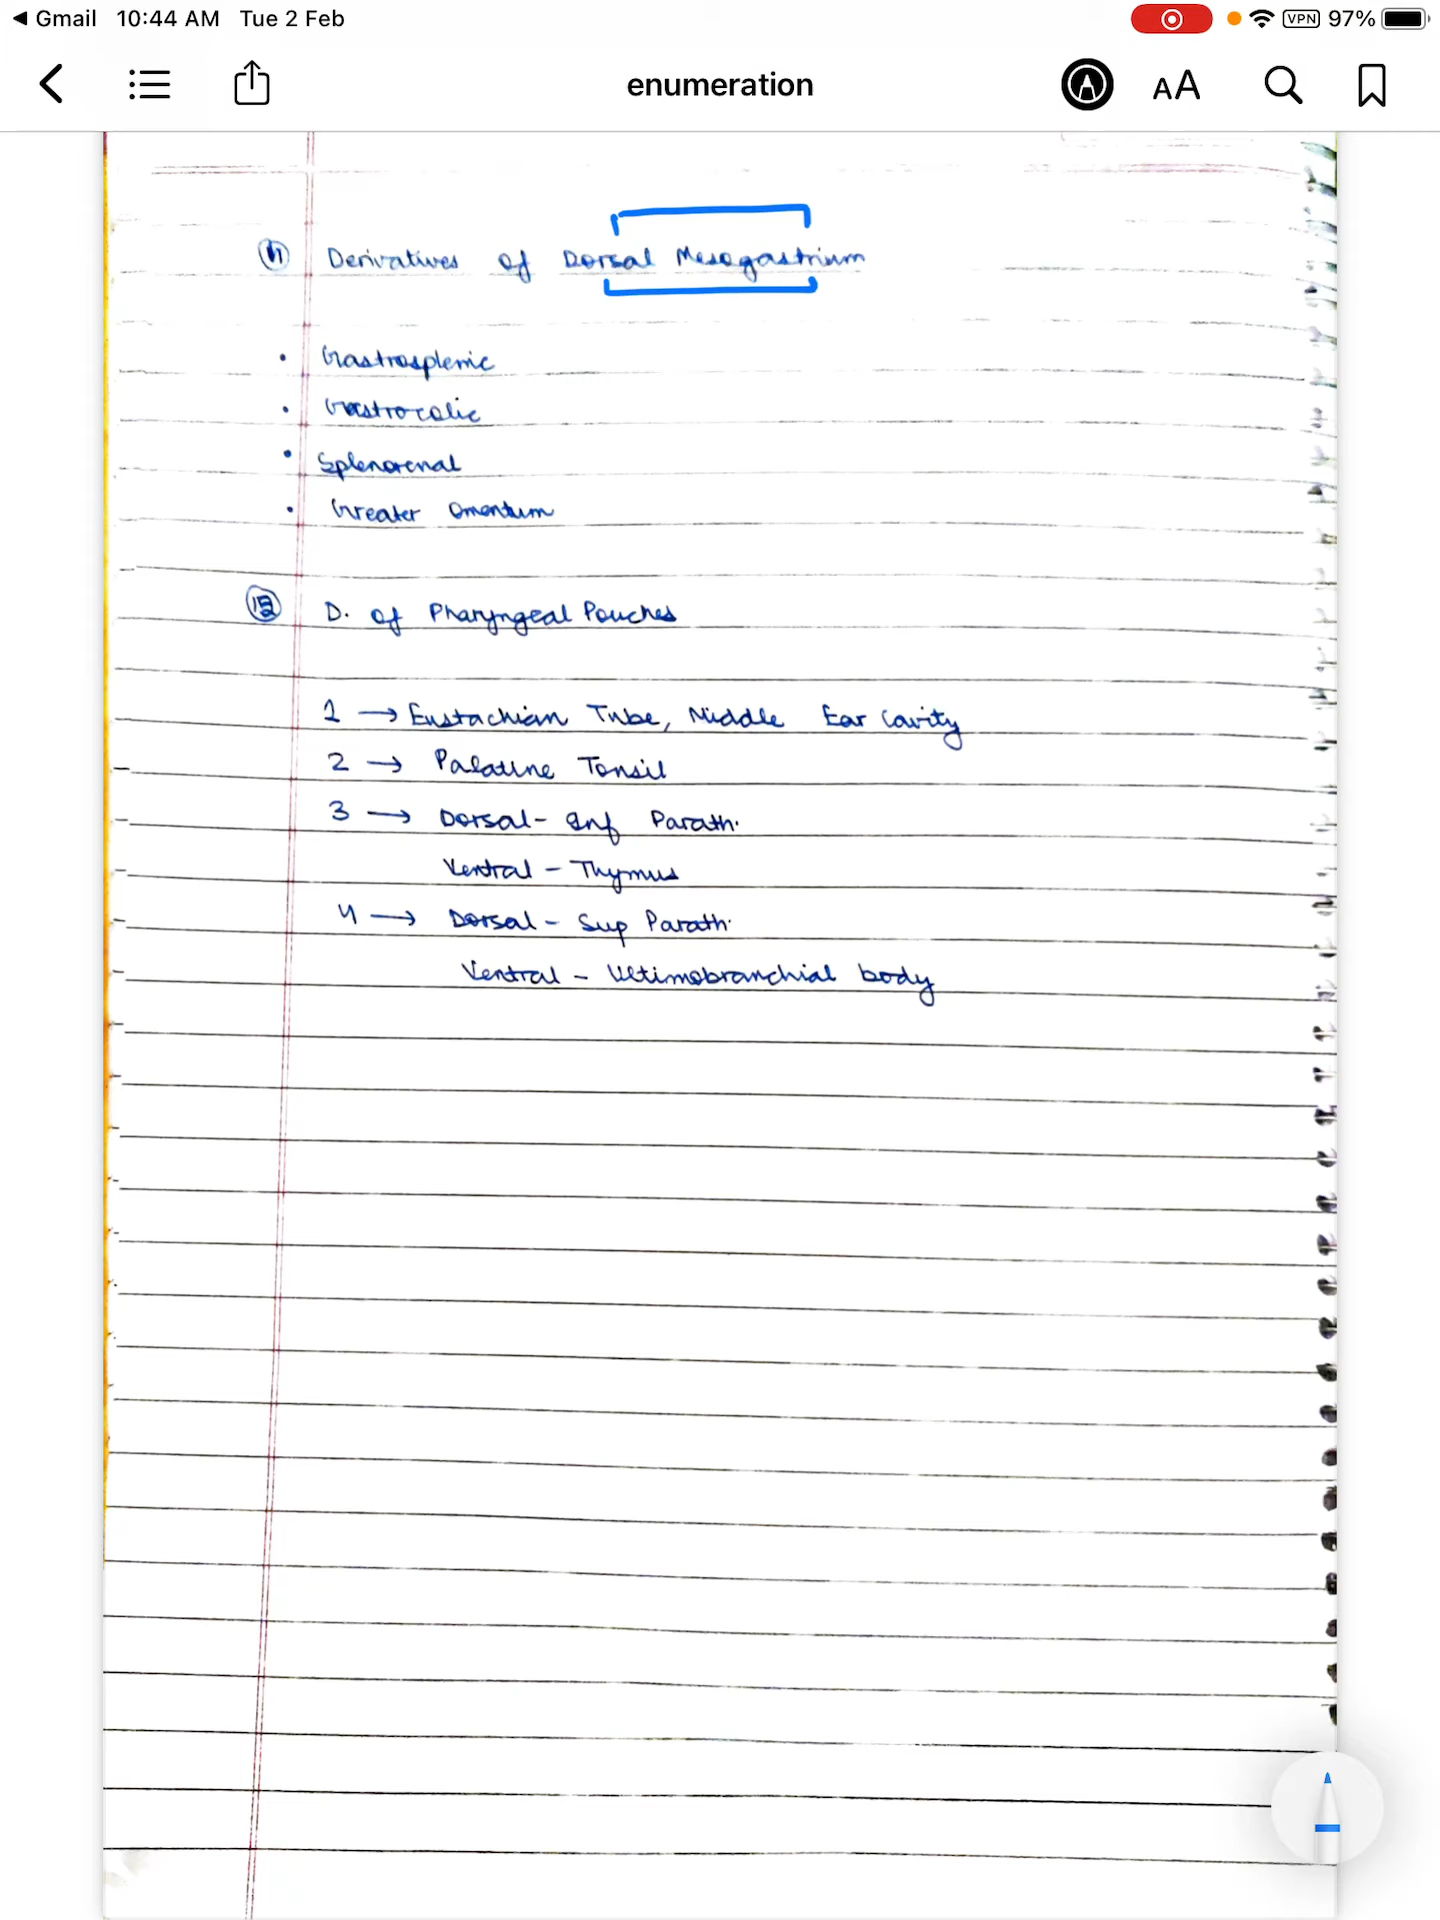 Gmail 10:44 AM Tue 2 Feb VPN 97%
enumeration
11 Derivatives of Dorsal Mesogastrium
• Gastrosplenic
• Gastrocolic
• Splenorenal
• Greater Omentum
12 D. of Pharyngeal Pouches
1 → Eustachian Tube, Middle Ear Cavity
2 → Palatine Tonsil
3 → Dorsal - Inf Parath.
Ventral - Thymus
4 → Dorsal - Sup Parath.
Ventral - Ultimobranchial body